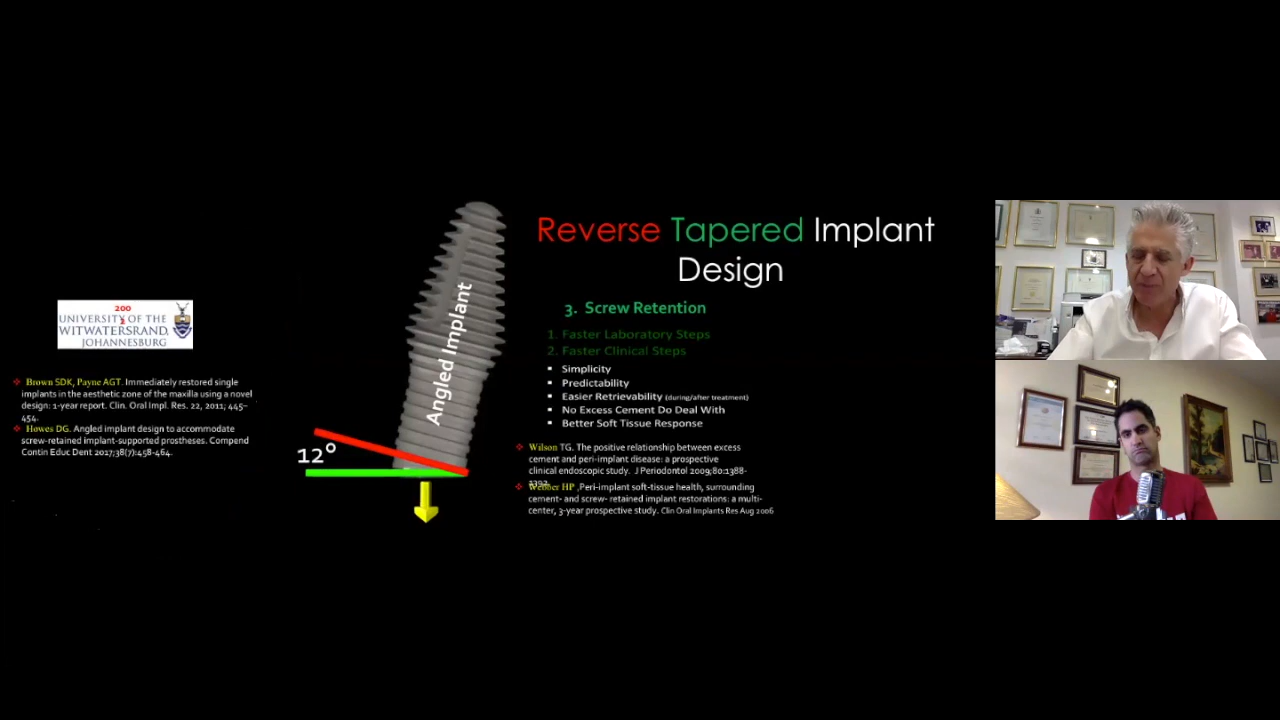 200
UNIVERSITY OF THE
WITWATERSRAND,
JOHANNESBURG
Brown SDK, Payne AGT. Immediately restored single
implants in the aesthetic zone of the maxilla using a novel
design: 1-year report. Clin. Oral Impl. Res. 22, 2011; 445–
454.
Howes DG. Angled implant design to accommodate
screw-retained implant-supported prostheses. Compend
Contin Educ Dent 2017;38(7):458-464.
12°
Angled Implant
Reverse Tapered Implant
Design
3. Screw Retention
1. Faster Laboratory Steps
2. Faster Clinical Steps
Simplicity
Predictability
Easier Retrievability (during/after treatment)
No Excess Cement Do Deal With
Better Soft Tissue Response
Wilson TG. The positive relationship between excess
cement and peri-implant disease: a prospective
clinical endoscopic study. J Periodontol 2009;80:1388-
HP ,Peri-implant soft-tissue health, surrounding
cement- and screw- retained implant restorations: a multi-
center, 3-year prospective study. Clin Oral Implants Res Aug 2006